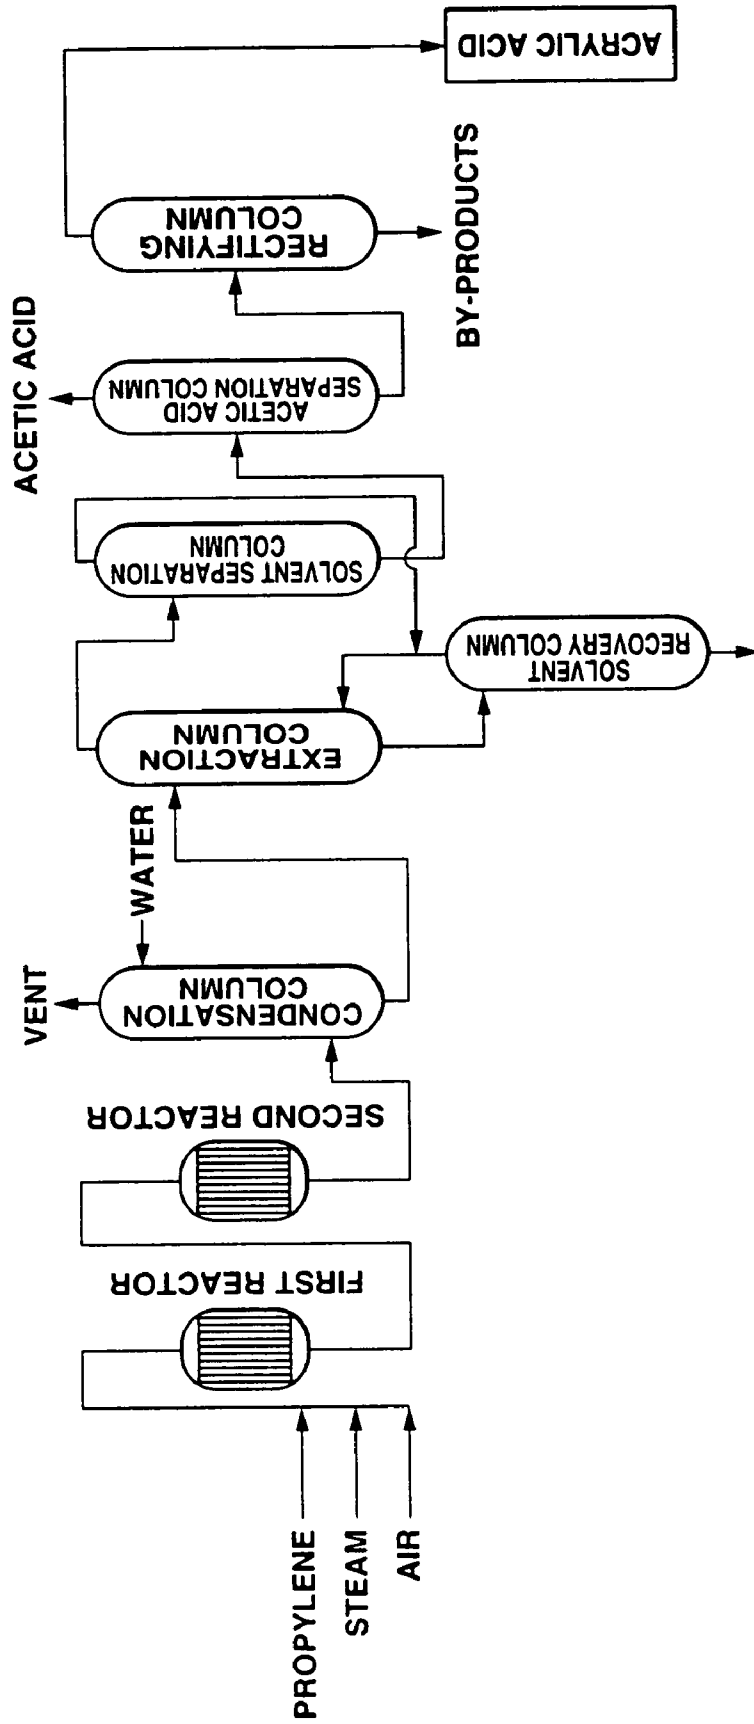 PROPYLENE
STEAM
AIR
FIRST REACTOR
SECOND REACTOR
VENT
CONDENSATION
COLUMN
WATER
EXTRACTION
COLUMN
SOLVENT
RECOVERY COLUMN
SOLVENT SEPARATION
COLUMN
ACETIC ACID
ACETIC ACID
SEPARATION COLUMN
RECTIFYING
COLUMN
BY-PRODUCTS
ACRYLIC ACID